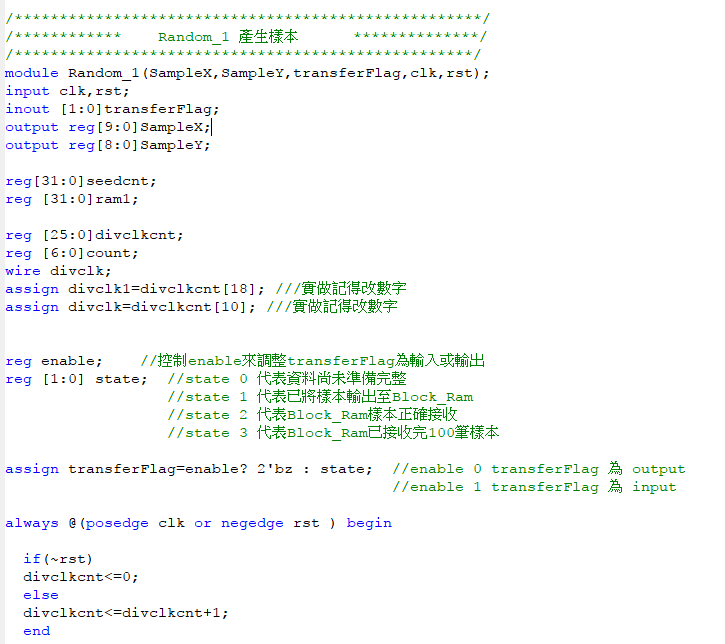 /****************************************************/
/************    Random_1 產生樣本      **************/
/***************************************************/
module Random_1(SampleX,SampleY,transferFlag,clk,rst);
input clk,rst;
inout [1:0]transferFlag;
output reg[9:0]SampleX;
output reg[8:0]SampleY;
reg[31:0]seedcnt;
reg [31:0]ram1;
reg [25:0]divclkcnt;
reg [6:0]count;
wire divclk;
assign divclk1=divclkcnt[18]; ///實做記得改數字
assign divclk=divclkcnt[10]; ///實做記得改數字
reg enable;    //控制enable來調整transferFlag為輸入或輸出
reg [1:0] state;  //state 0 代表資料尚未準備完整
//state 1 代表已將樣本輸出至Block_Ram
//state 2 代表Block_Ram樣本正確接收
//state 3 代表Block_Ram已接收完100筆樣本
assign transferFlag=enable? 2'bz : state;  //enable 0 transferFlag 為 output
//enable 1 transferFlag 為 input
always @(posedge clk or negedge rst ) begin
if(~rst)
divclkcnt<=0;
else
divclkcnt<=divclkcnt+1;
end